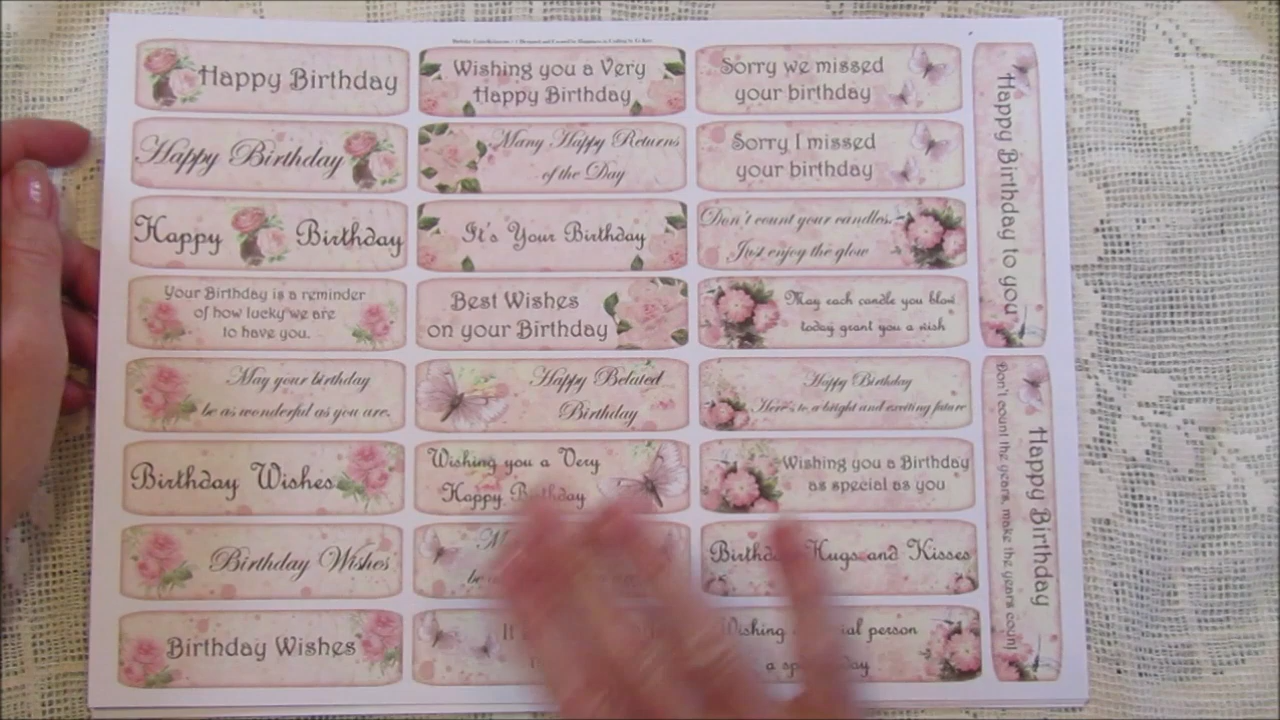 Happy Birthday
Happy Birthday
Happy Birthday
Your Birthday is a reminder
of how lucky we are
to have you.
May your birthday
be as wonderful as you are.
Birthday Wishes
Birthday Wishes
Birthday Wishes
Wishing you a Very
Happy Birthday
Many Happy Returns
of the Day
It's Your Birthday
Best Wishes
on your Birthday
Happy Belated
Birthday
Wishing you a Very
Happy Birthday
Sorry we missed
your birthday
Sorry I missed
your birthday
Don't count your candles.
Just enjoy the glow
May each candle you blow
today grant you a wish
Happy Birthday
Here's to a bright and exciting future
Wishing you a Birthday
as special as you
Birthday Hugs and Kisses
Wishing person
a day
Happy Birthday to you
Happy Birthday
Don't count the years, make the years count